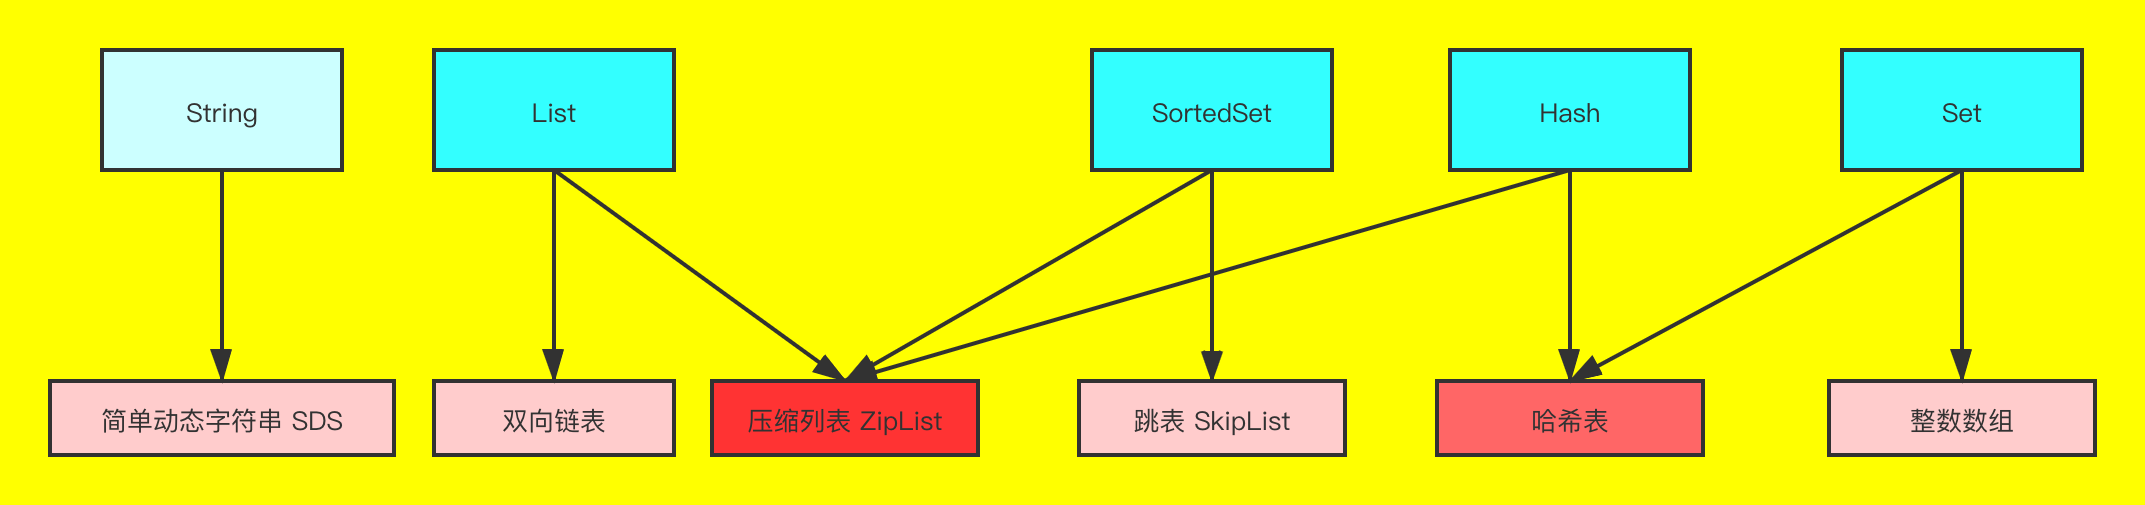 String
List
SortedSet
Hash
Set
简单动态字符串 SDS
双向链表
压缩列表 ZipList
跳表 SkipList
哈希表
整数数组